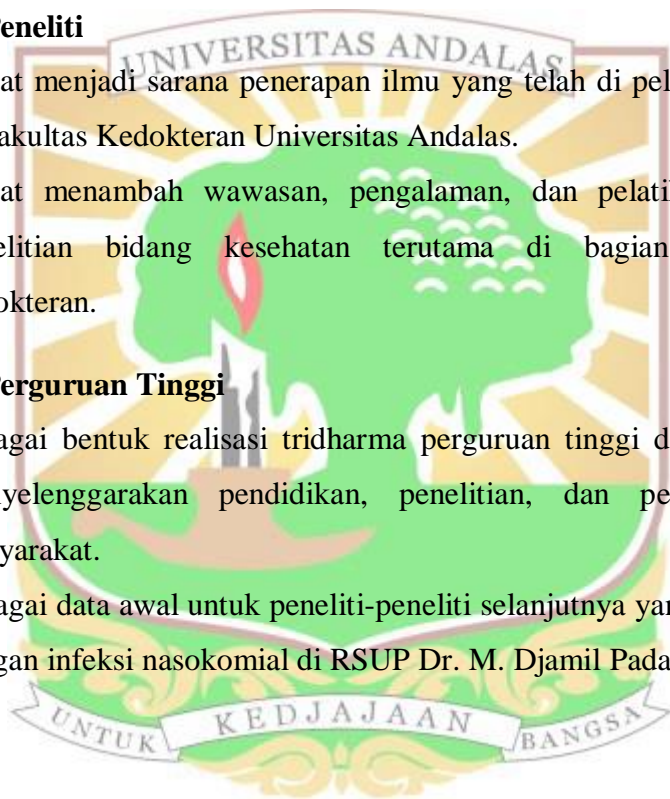 Peneliti
UNIVERSITAS ANDALAS
at menjadi sarana penerapan ilmu yang telah di pel
akultas Kedokteran Universitas Andalas.
at menambah wawasan, pengalaman, dan pelati
elitian bidang kesehatan terutama di bagian
okteran.
Perguruan Tinggi
agai bentuk realisasi tridharma perguruan tinggi d
nyelenggarakan pendidikan, penelitian, dan pe
yarakat.
agai data awal untuk peneliti-peneliti selanjutnya yan
gan infeksi nasokomial di RSUP Dr. M. Djamil Pada
UNTUK KEDJAJAAN BANGSA